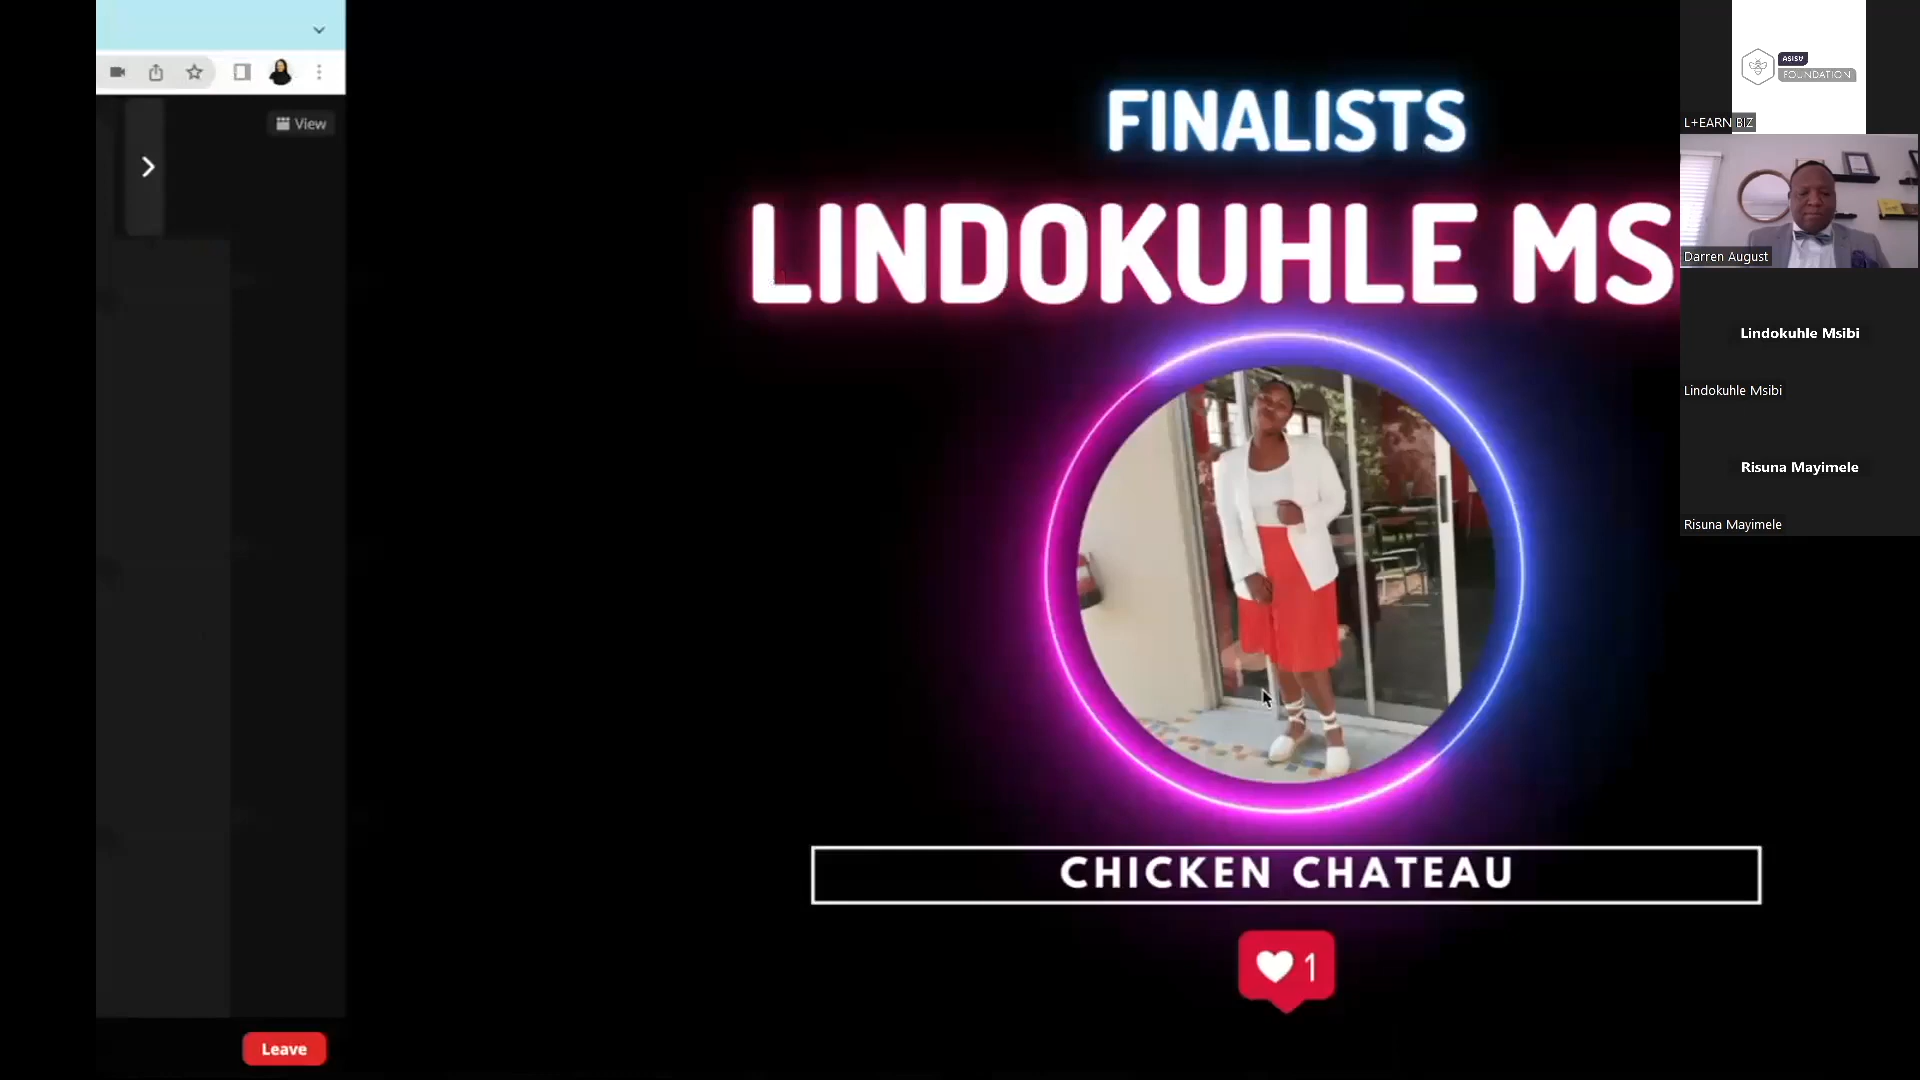 View
FINALISTS
LINDOKUHLE MS
CHICKEN CHATEAU
1
Leave
ASISA
FOUNDATION
L+EARN BIZ
Darren August
Lindokuhle Msibi
Lindokuhle Msibi
Risuna Mayimele
Risuna Mayimele